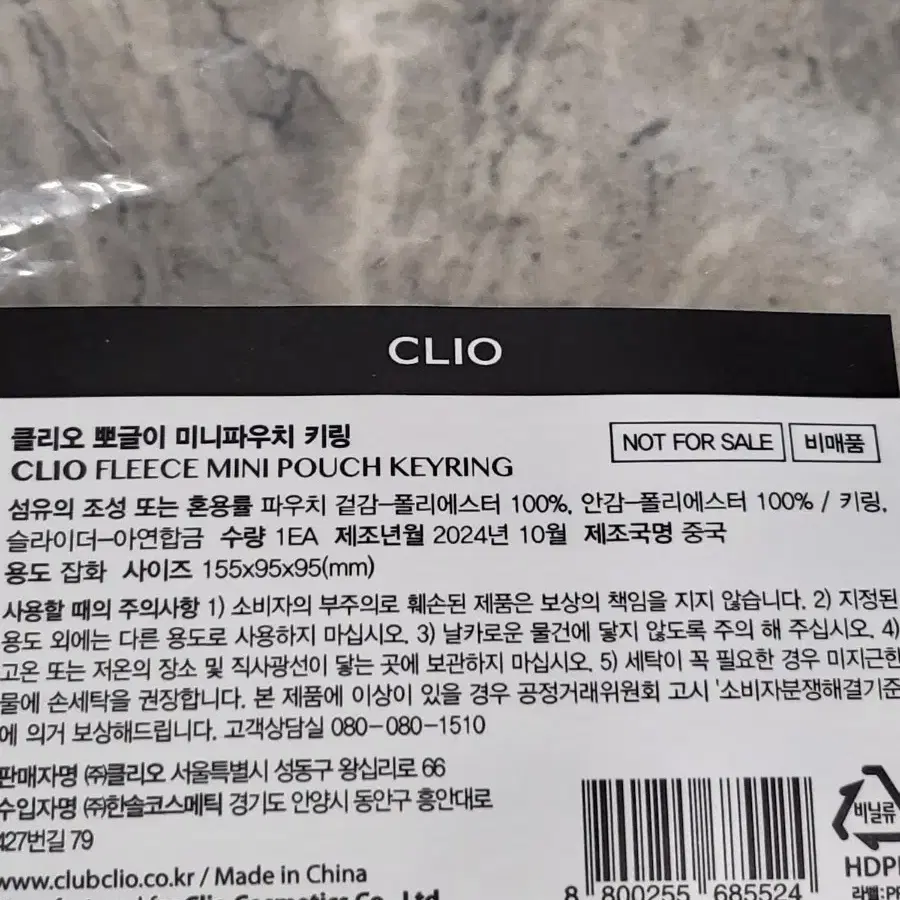 CLIO
클리오 뽀글이 미니파우치 키링
NOT FOR SALE
비매품
CLIO FLEECE MINI POUCH KEYRING
섬유의 조성 또는 혼용률 파우치 겉감-폴리에스터 100%, 안감-폴리에스터 100% / 키링,
슬라이더-아연합금 수량 1EA 제조년월 2024년 10월 제조국명 중국
용도 잡화 사이즈 155x95x95(mm)
사용할 때의 주의사항 1) 소비자의 부주의로 훼손된 제품은 보상의 책임을 지지 않습니다. 2) 지정된
용도 외에는 다른 용도로 사용하지 마십시오. 3) 날카로운 물건에 닿지 않도록 주의 해 주십시오. 4)
고온 또는 저온의 장소 및 직사광선이 닿는 곳에 보관하지 마십시오. 5) 세탁이 꼭 필요한 경우 미지근한
물에 손세탁을 권장합니다. 본 제품에 이상이 있을 경우 공정거래위원회 고시 '소비자분쟁해결기준
에 의거 보상해드립니다. 고객상담실 080-080-1510
판매자명 ㈜클리오 서울특별시 성동구 왕십리로 66
수입자명 ㈜한솔코스메틱 경기도 안양시 동안구 흥안대로
427번길 79
www.clubclio.co.kr / Made in China
Clio Cosmetics Co., Ltd
8 800255 685524
비닐류
HDPE
라벨:PP